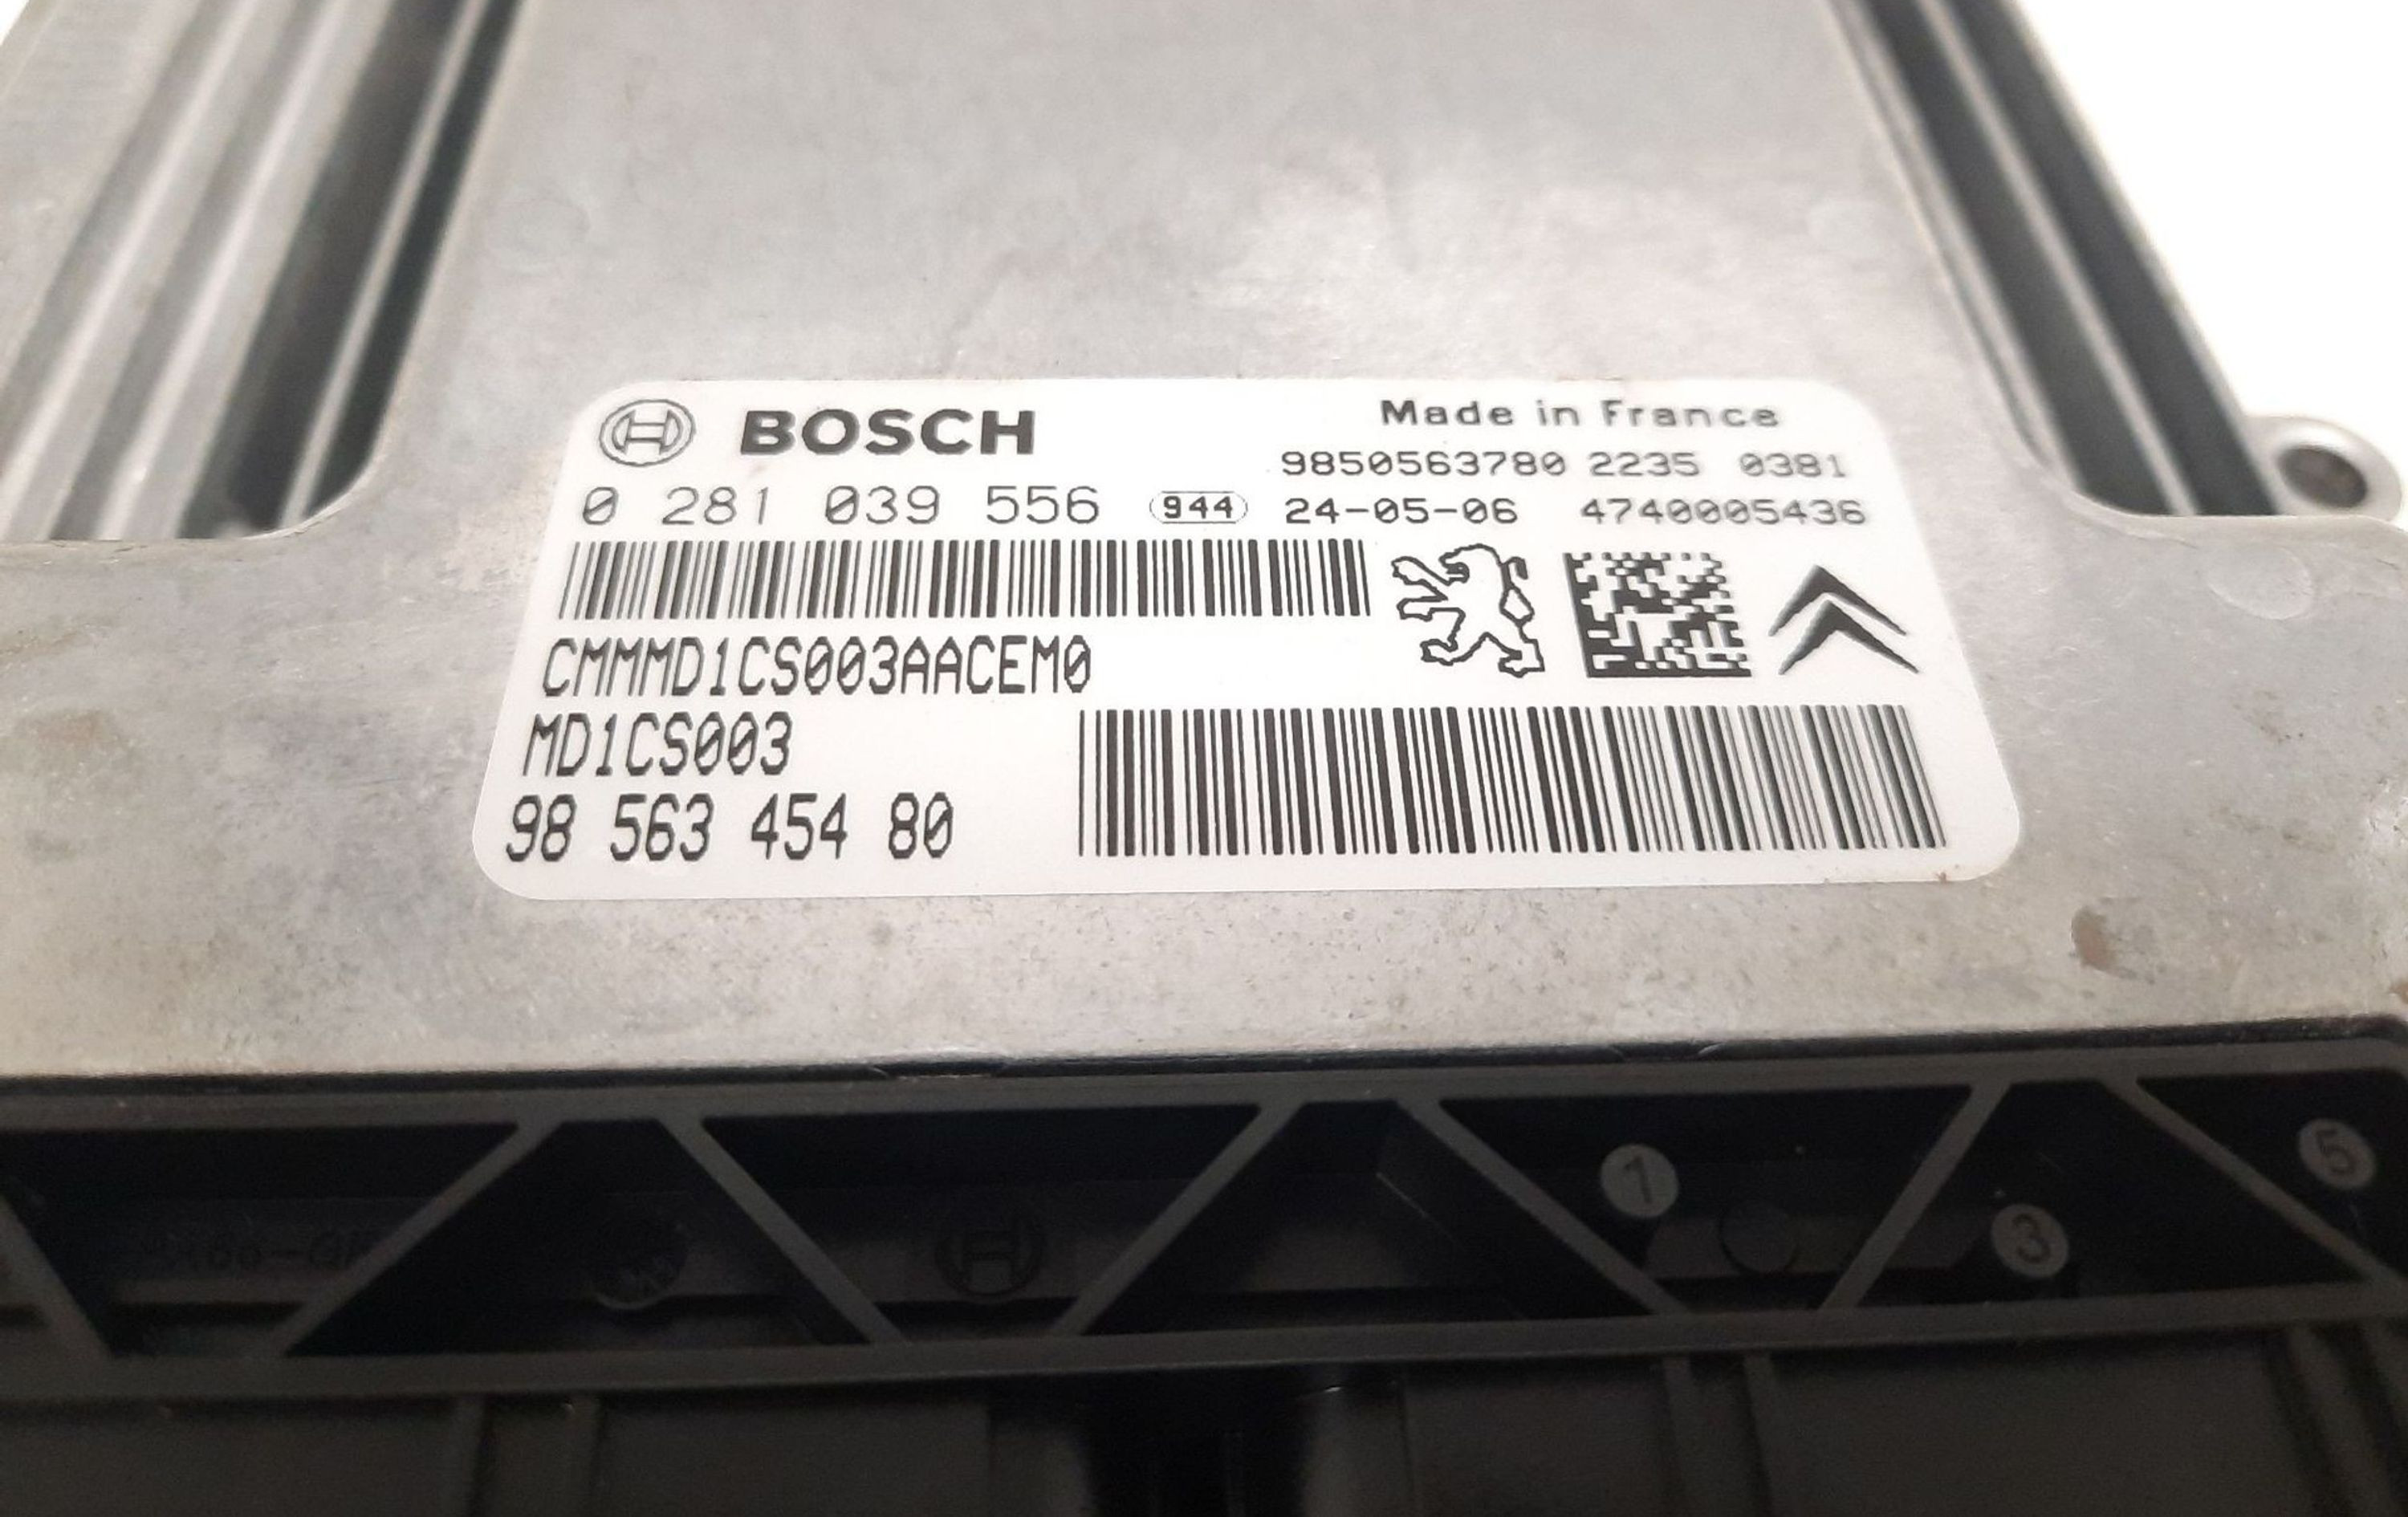 BOSCH
Made in France
9850563780 2235 0381
0 281 039 556 944 24-05-06 4740005436
CMMMD1CS003AACEM0
MD1CS003
98 563 454 80
1
3
5